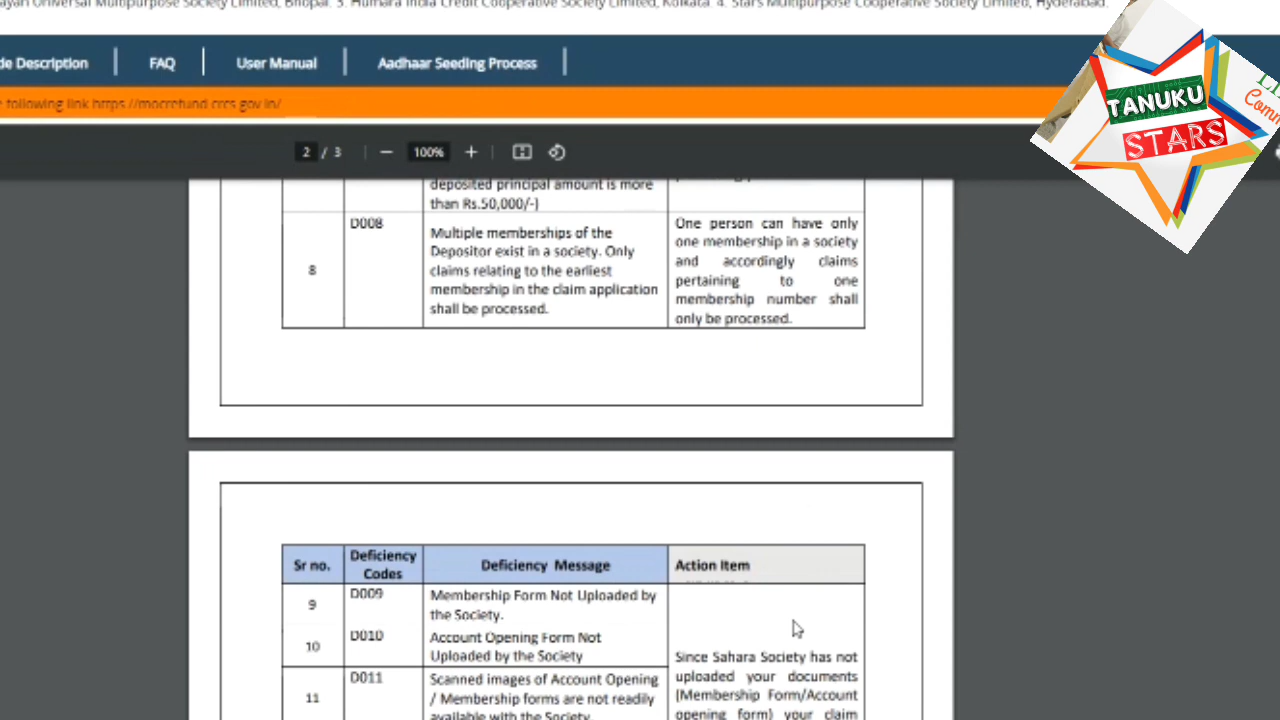 ayan Universal Multipurpose Society Limited, Bhopal. 3. Humara India Credit Cooperative Society Limited, Kolkata. 4. Stars Multipurpose Cooperative Society Limited, Hyderabad.
de Description
FAQ
User Manual
Aadhaar Seeding Process
following link https://mocrefund.crcs.gov.in/
2 / 3
100%
TANUKU
STARS
deposited principal amount is more
than Rs.50,000/-)
8
D008
Multiple memberships of the
Depositor exist in a society. Only
claims relating to the earliest
membership in the claim application
shall be processed.
One person can have only
one membership in a society
and accordingly claims
pertaining to one
membership number shall
only be processed.
Sr no.
Deficiency
Codes
Deficiency Message
Action Item
9
D009
Membership Form Not Uploaded by
the Society.
10
D010
Account Opening Form Not
Uploaded by the Society
11
D011
Scanned images of Account Opening
/ Membership forms are not readily
available with the Society.
Since Sahara Society has not
uploaded your documents
(Membership Form/Account
opening form) your claim